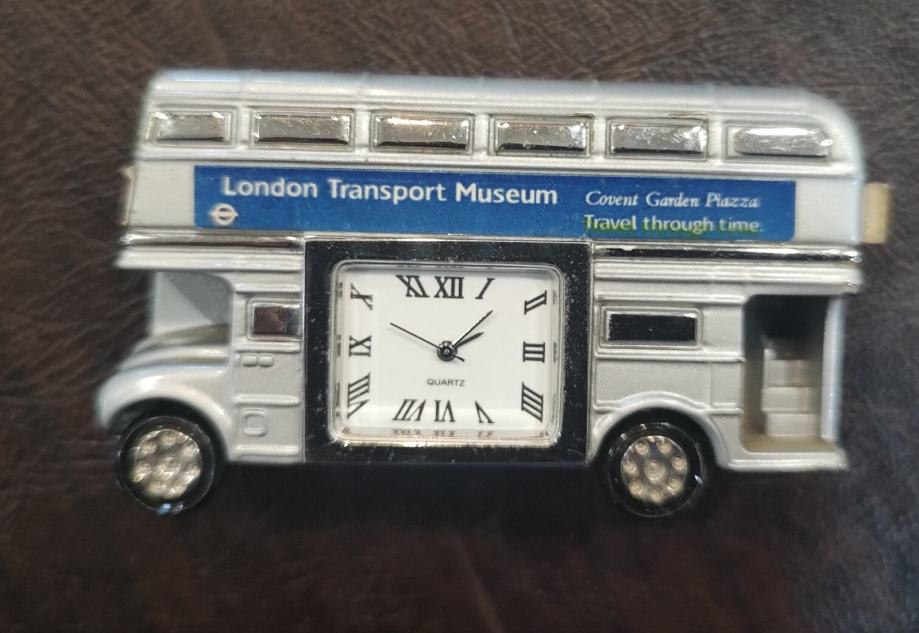 London Transport Museum
Covent Garden Piazza
Travel through time.
XI XII I
X II
IX III
VIII IIII
VII VI V
QUARTZ